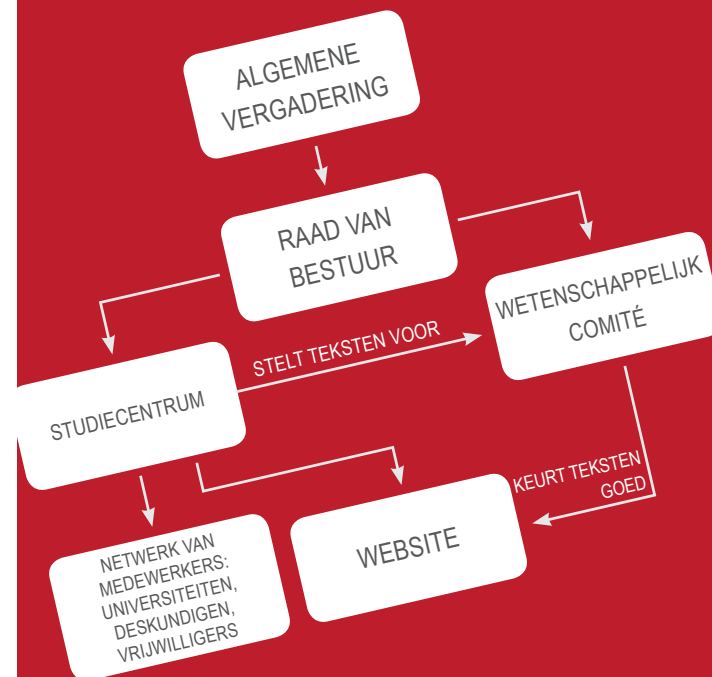 ALGEMENE
VERGADERING
RAAD VAN
BESTUUR
WETENSCHAPPELIJK
COMITÉ
STELT TEKSTEN VOOR
STUDIECENTRUM
KEURT TEKSTEN
GOED
WEBSITE
NETWERK VAN
MEDEWERKERS:
UNIVERSITEITEN,
DESKUNDIGEN,
VRIJWILLIGERS